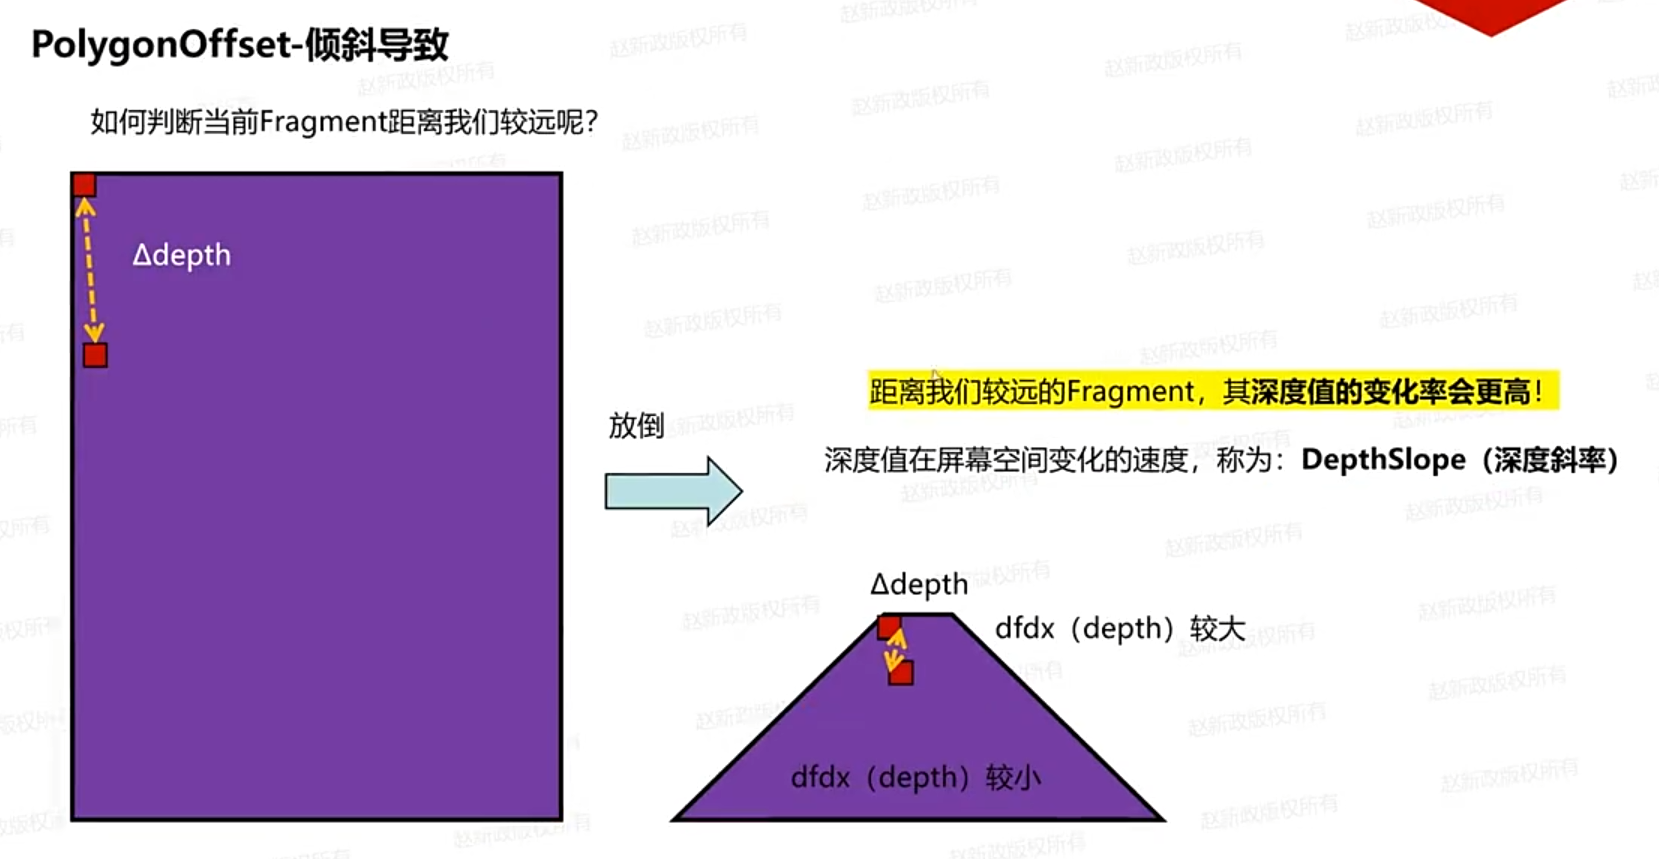 PolygonOffset-倾斜导致
如何判断当前Fragment距离我们较远呢？
Δdepth
放倒
距离我们较远的Fragment，其深度值的变化率会更高！
深度值在屏幕空间变化的速度，称为：DepthSlope（深度斜率）
Δdepth
dfdx（depth）较大
dfdx（depth）较小
赵新政版权所有